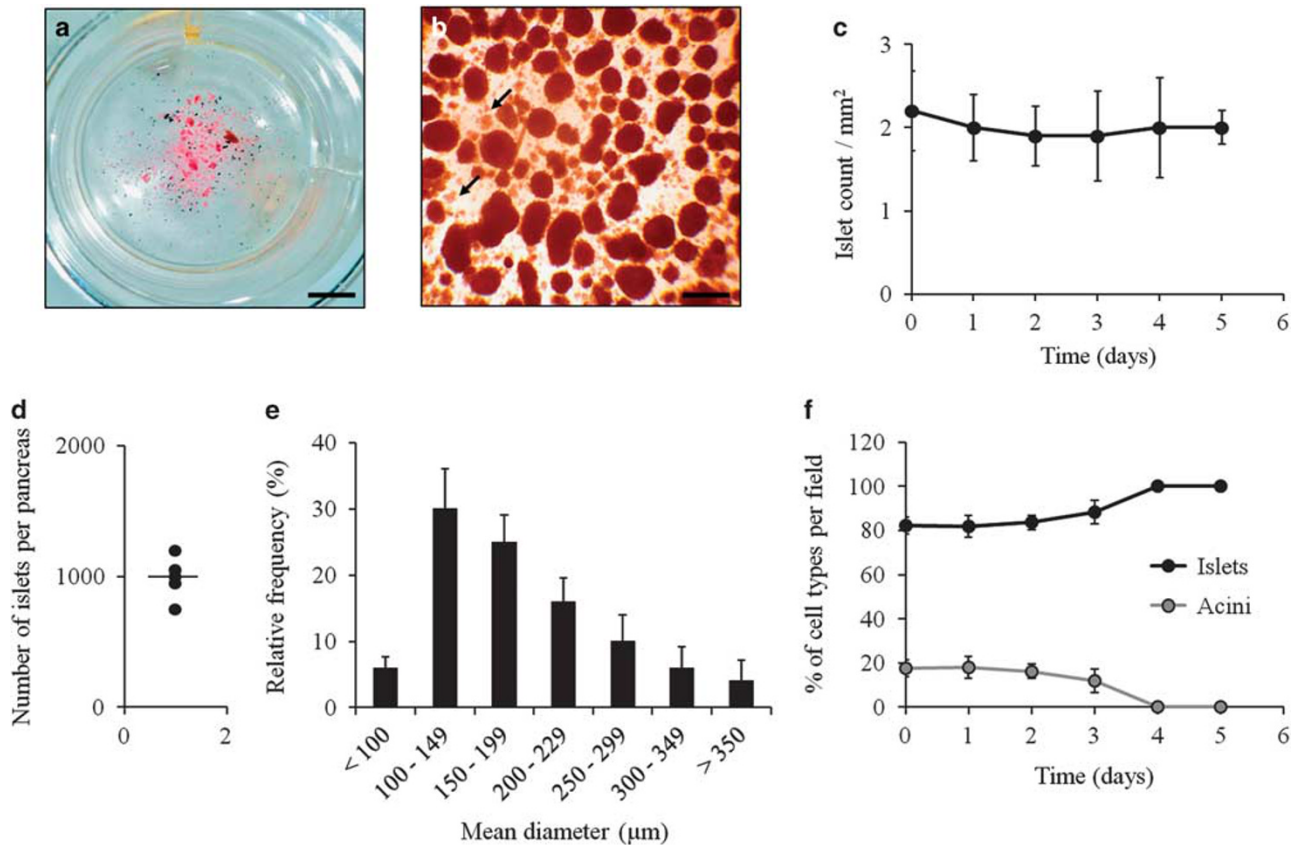 a
b
c
Islet count / mm²
3
2
1
0
0 1 2 3 4 5 6
Time (days)
d
Number of islets per pancreas
2000
1000
0
0 2
e
Relative frequency (%)
40
30
20
10
0
< 100
100 - 149
150 - 199
200 - 229
250 - 299
300 - 349
> 350
Mean diameter (µm)
f
% of cell types per field
120
100
80
60
40
20
0
Islets
Acini
0 1 2 3 4 5 6
Time (days)